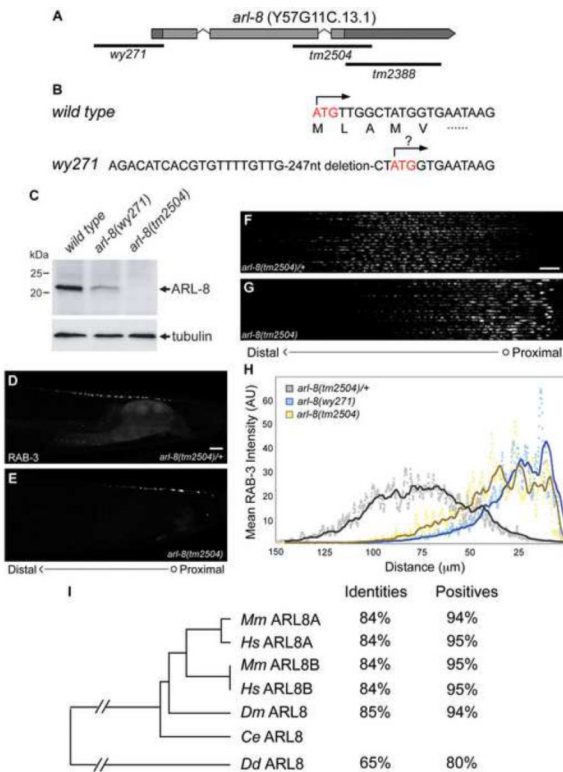 A
arl-8 (Y57G11C.13.1)
wy271
tm2504
tm2388
B
wild type
ATGTTGGCTATGGTGAATAAG
M L A M V ......
?
wy271 AGACATCACGTGTTTTGTTG-247nt deletion-CTATGGTGAATAAG
C
wild type
arl-8(wy271)
arl-8(tm2504)
kDa
25
20
ARL-8
tubulin
D
RAB-3
arl-8(tm2504)/+
E
arl-8(tm2504)
Distal Proximal
F
arl-8(tm2504)/+
G
arl-8(tm2504)
Distal Proximal
H
arl-8(tm2504)/+
arl-8(wy271)
arl-8(tm2504)
Mean RAB-3 Intensity (AU)
60
50
40
30
20
10
150 100 75 50 25
Distance (μm)
I
Identities Positives
Mm ARL8A 84% 94%
Hs ARL8A 84% 95%
Mm ARL8B 84% 95%
Hs ARL8B 84% 95%
Dm ARL8 85% 94%
Ce ARL8
Dd ARL8 65% 80%